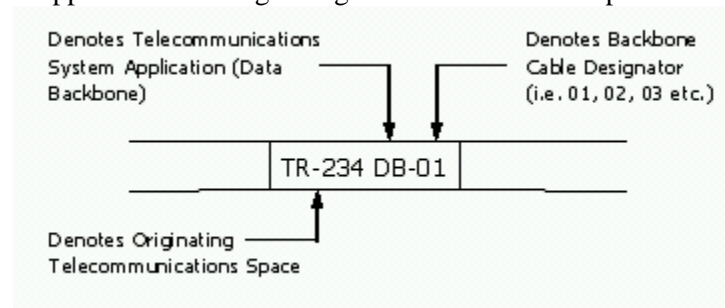 Denotes Telecommunications
System Application (Data
Backbone)
Denotes Backbone
Cable Designator
(i.e. 01, 02, 03 etc.)
TR-234 DB-01
Denotes Originating
Telecommunications Space